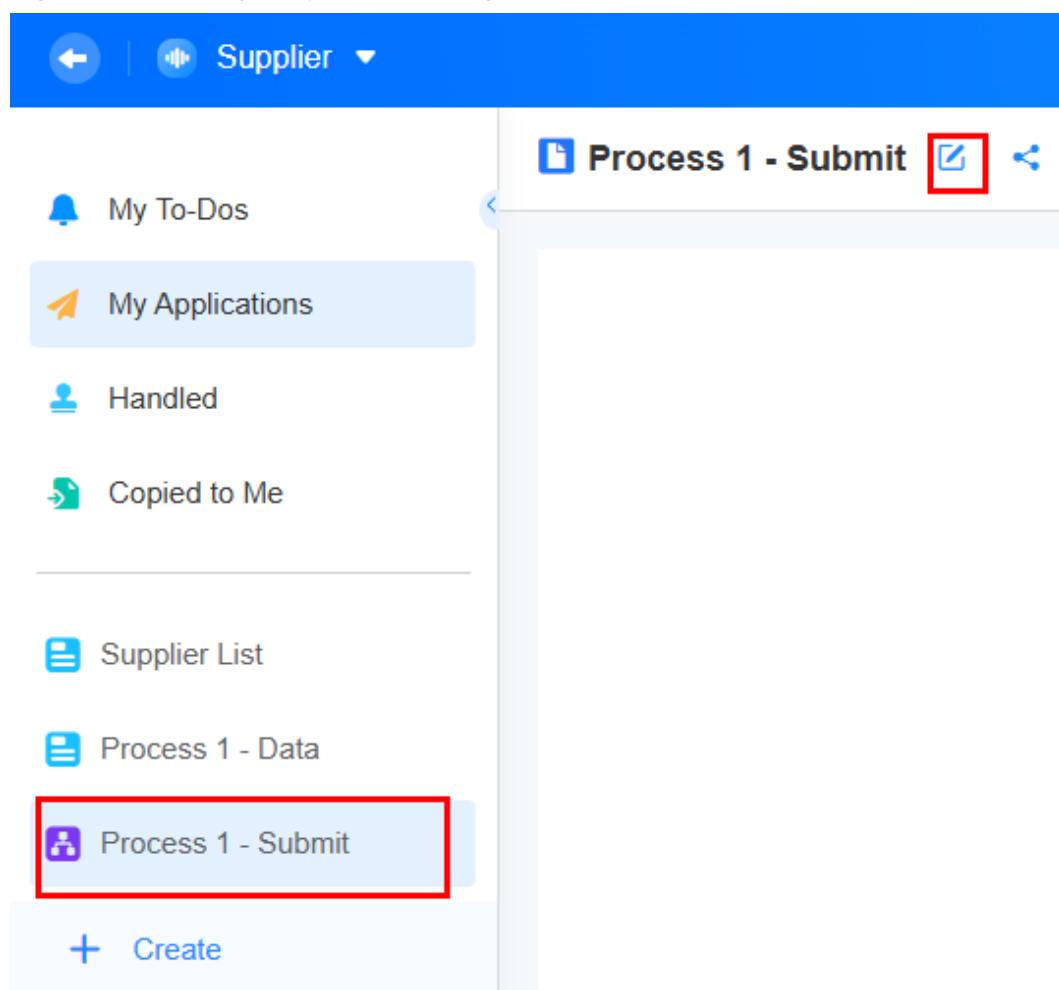 Supplier
Process 1 - Submit
My To-Dos
My Applications
Handled
Copied to Me
Supplier List
Process 1 - Data
Process 1 - Submit
Create